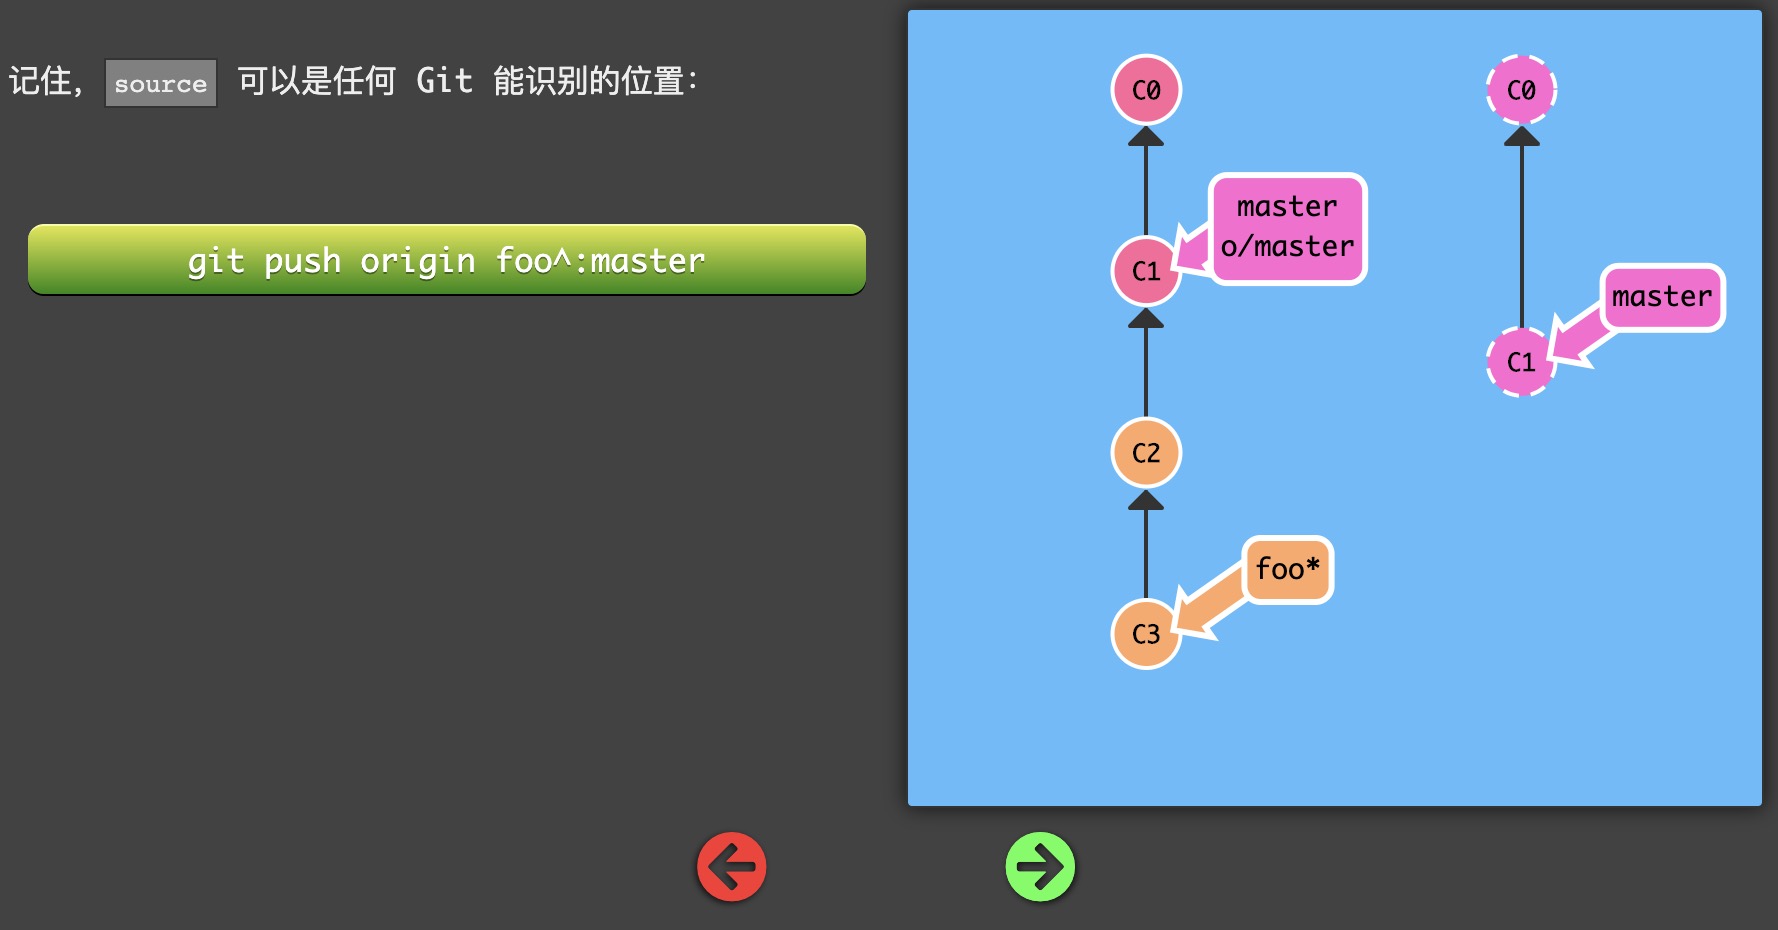 记住, source 可以是任何 Git 能识别的位置:
git push origin foo^:master
C0
master
o/master
C1
C2
foo*
C3
C0
master
C1